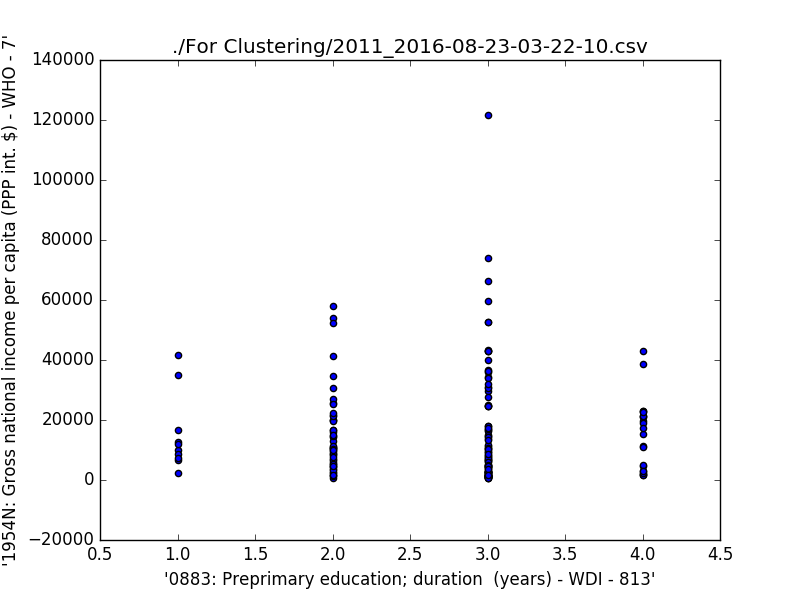 ./For Clustering/2011_2016-08-23-03-22-10.csv
'1954N: Gross national income per capita (PPP int. $) - WHO - 7'
140000
120000
100000
80000
60000
40000
20000
0
−20000
0.5 1.0 1.5 2.0 2.5 3.0 3.5 4.0 4.5
'0883: Preprimary education; duration  (years) - WDI - 813'